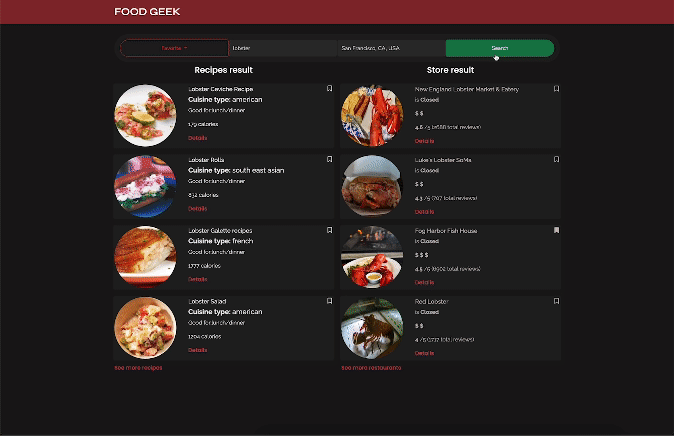 FOOD GEEK
Favorite
lobster
San Francisco, CA, USA
Search
Recipes result
Lobster Ceviche Recipe
Cuisine type: american
Good for:lunch/dinner
179 calories
Details
Lobster Rolls
Cuisine type: south east asian
Good for:lunch/dinner
832 calories
Details
Lobster Galette recipes
Cuisine type: french
Good for:lunch/dinner
1777 calories
Details
Lobster Salad
Cuisine type: american
Good for:lunch/dinner
1204 calories
Details
See more recipes
Store result
New England Lobster Market & Eatery
is Closed
$ $
4.6 /5 (2688 total reviews)
Details
Luke's Lobster SoMa
is Closed
$ $
4.3 /5 (707 total reviews)
Details
Fog Harbor Fish House
is Closed
$ $ $
4.5 /5 (8902 total reviews)
Details
Red Lobster
is Closed
$ $
4 /5 (1737 total reviews)
Details
See more restaurants